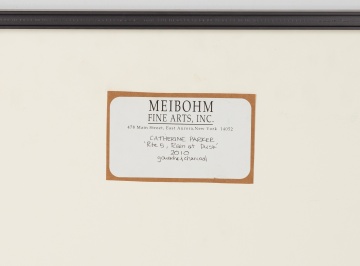 MEIBOHM
FINE ARTS, INC.
478 Main Street, East Aurora New York 14052
CATHERINE PARKER
"Rte 5, Rain at Dusk"
2010
gouache, charcoal